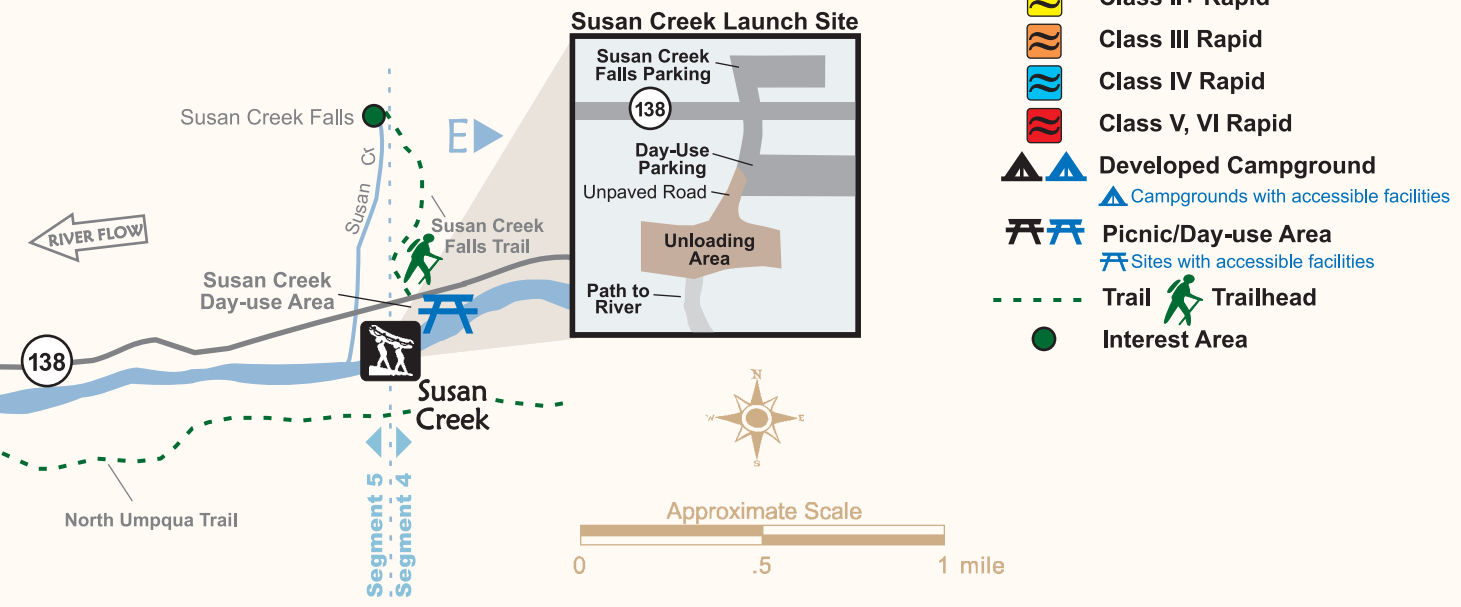 Susan Creek Launch Site
Susan Creek
Falls Parking
138
Day-Use
Parking
Unpaved Road
Unloading
Area
Path to
River
Susan Creek Falls
E
Susan Cr
RIVER FLOW
Susan Creek
Falls Trail
Susan Creek
Day-use Area
138
Susan
Creek
Segment 5
Segment 4
North Umpqua Trail
N
W
E
S
Approximate Scale
0 .5 1 mile
Class II+ Rapid
Class III Rapid
Class IV Rapid
Class V, VI Rapid
Developed Campground
Campgrounds with accessible facilities
Picnic/Day-use Area
Sites with accessible facilities
Trail Trailhead
Interest Area